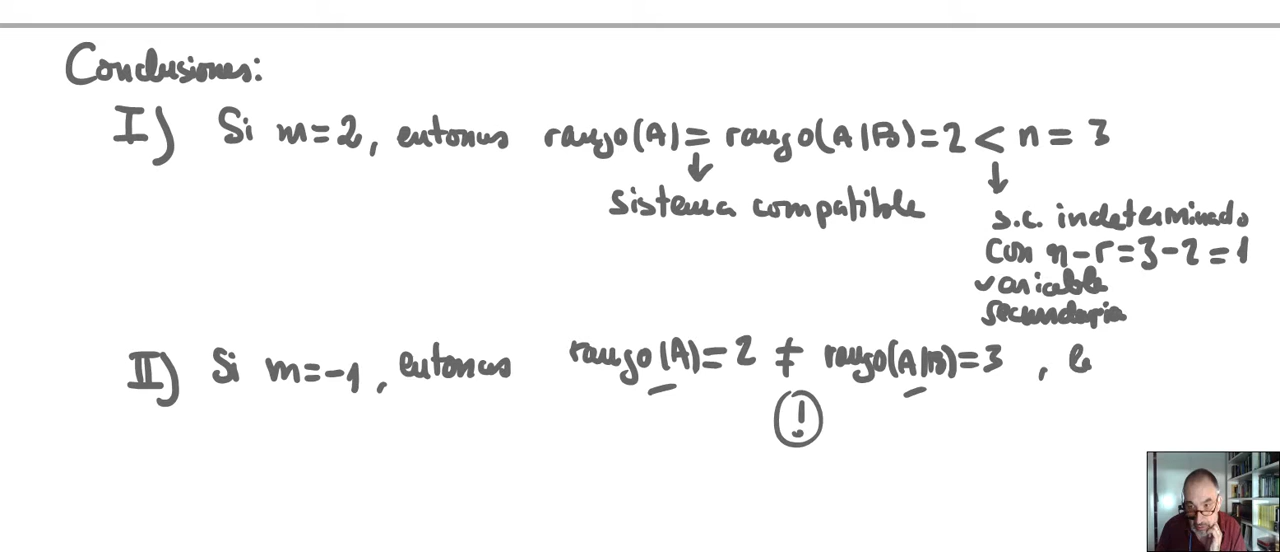 Conclusiones:
I) Si m=2, entonces rango(A)= rango(A|B)=2 < n = 3
sistema compatible
s.c. indeterminado
con n-r=3-2=1
variable
secundaria
II) Si m=-1, entonces rango(A)=2 ≠ rango(A|B)=3 , e
!